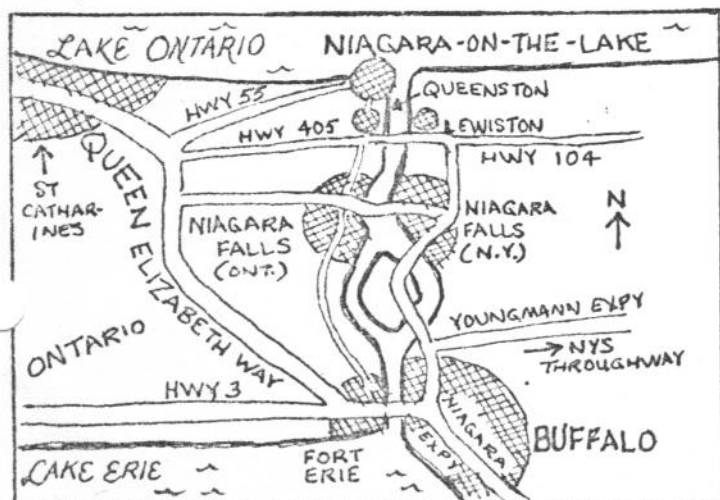 LAKE ONTARIO
NIAGARA-ON-THE-LAKE
HWY 55
QUEENSTON
HWY 405
LEWISTON
HWY 104
ST
CATHAR-
INES
QUEEN ELIZABETH WAY
NIAGARA
FALLS
(ONT.)
NIAGARA
FALLS
(N.Y.)
N
YOUNGMANN EXPY
NYS
THROUGHWAY
ONTARIO
HWY 3
NIAGARA
EXPY
BUFFALO
FORT
ERIE
LAKE ERIE